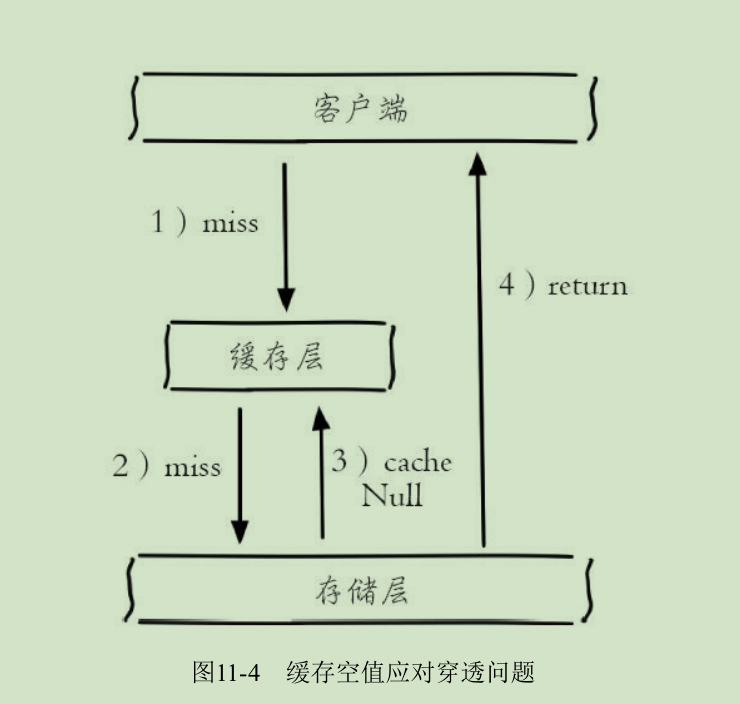 客户端
1）miss
4）return
缓存层
2）miss
3）cache
Null
存储层
图11-4 缓存空值应对穿透问题